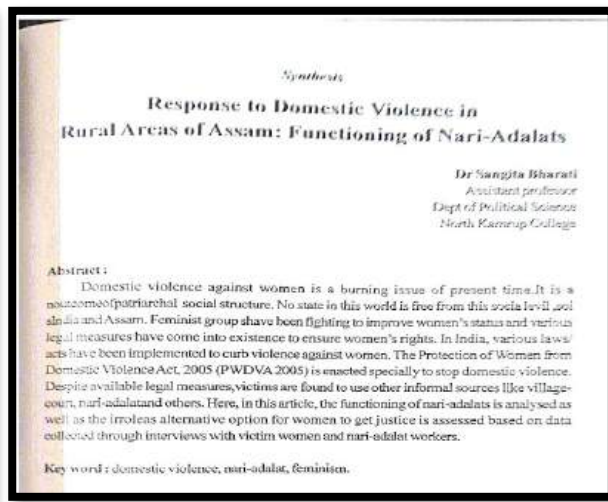 Synthesis
Response to Domestic Violence in
Rural Areas of Assam: Functioning of Nari-Adalats
Dr Sangita Bharati
Assistant professor
Dept of Political Science
North Kamrup College
Abstract :
Domestic violence against women is a burning issue of present time.It is a
noutcomeofpatriarchal social structure. No state in this world is free from this socia levil ,soi
sIndia and Assam. Feminist group shave been fighting to improve women's status and various
legal measures have come into existence to ensure women's rights. In India, various laws/
acts have been implemented to curb violence against women. The Protection of Women from
Domestic Violence Act, 2005 (PWDVA 2005) is enacted specially to stop domestic violence.
Despite available legal measures,victims are found to use other informal sources like village-
court, nari-adalatand others. Here, in this article, the functioning of nari-adalats is analysed as
well as the irroleas alternative option for women to get justice is assessed based on data
collected through interviews with victim women and nari-adalat workers.
Key word : domestic violence, nari-adalat, feminism.